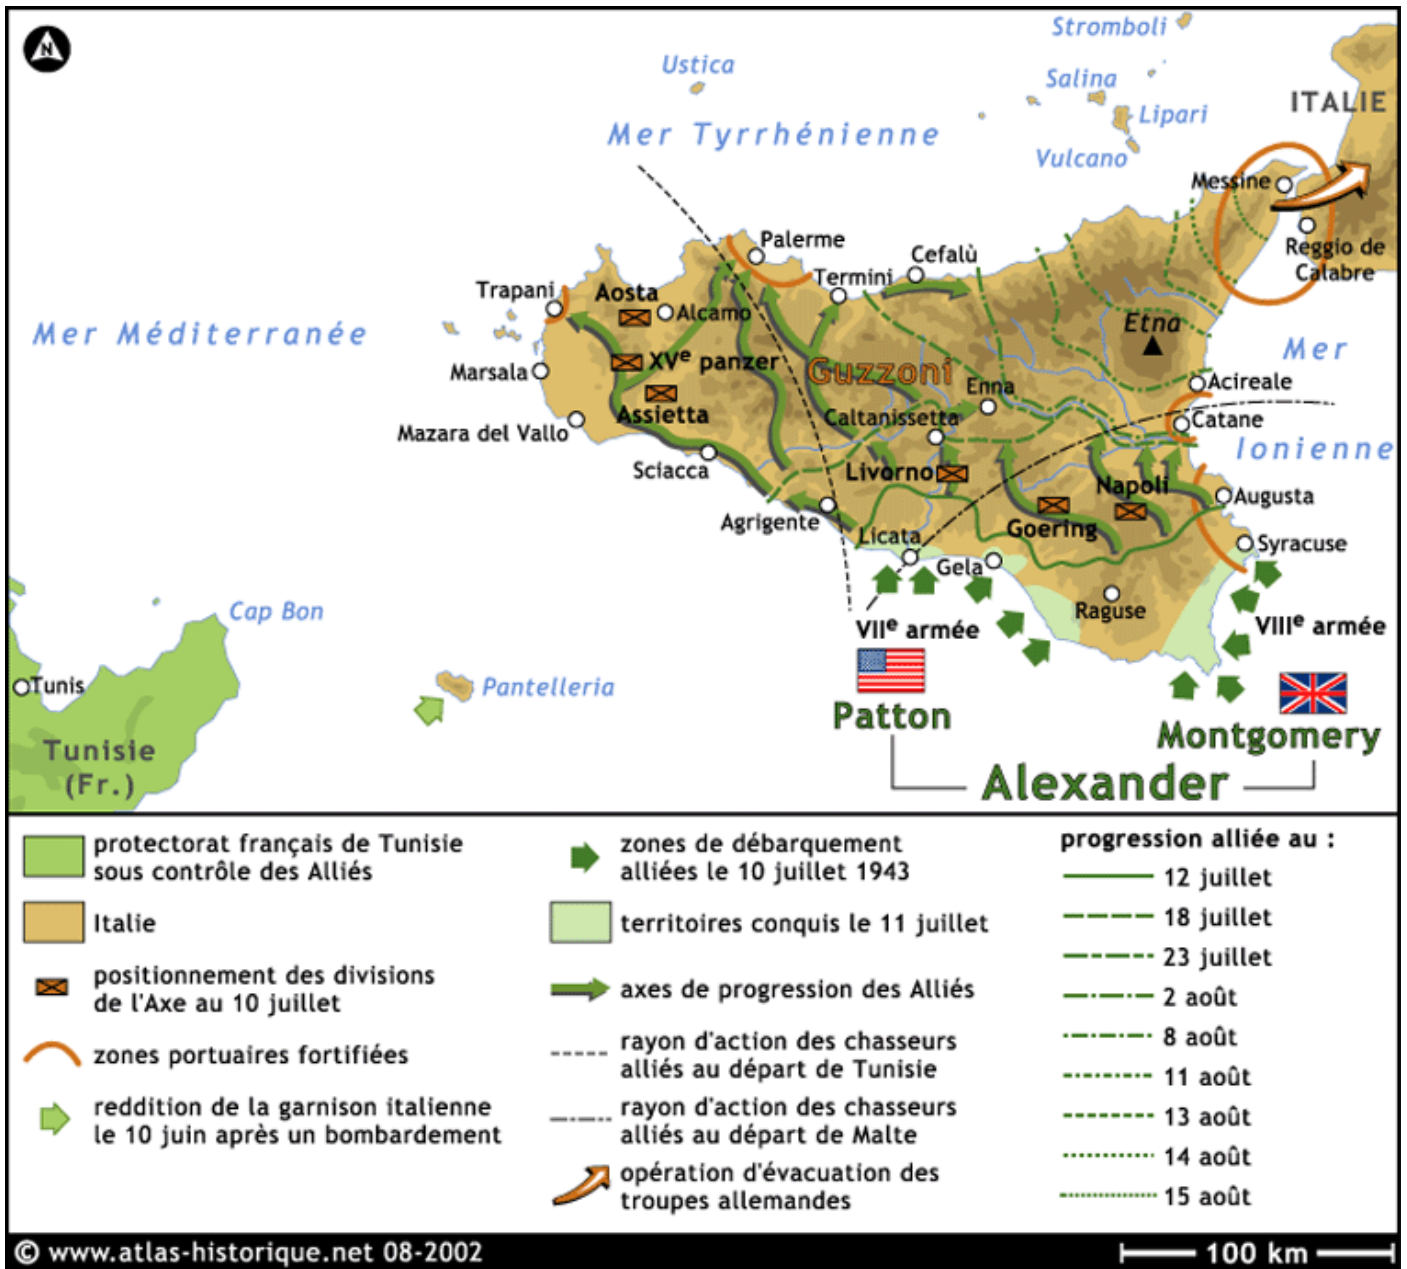 N
Stromboli
Ustica
Salina
ITALIE
Lipari
Mer Tyrrhénienne
Vulcano
Messine
Palerme
Reggio de
Calabre
Cefalù
Termini
Trapani
Aosta
Alcamo
Etna
Mer Méditerranée
Mer
Ionienne
XVe panzer
Guzzoni
Marsala
Enna
Acireale
Assietta
Caltanissetta
Catane
Mazara del Vallo
Sciacca
Livorno
Napoli
Augusta
Agrigente
Goering
Licata
Syracuse
Gela
Cap Bon
Raguse
VIIe armée
VIIIe armée
Tunis
Pantelleria
Patton
Montgomery
Tunisie
(Fr.)
Alexander
protectorat français de Tunisie
sous contrôle des Alliés
Italie
positionnement des divisions
de l'Axe au 10 juillet
zones portuaires fortifiées
reddition de la garnison italienne
le 10 juin après un bombardement
zones de débarquement
alliées le 10 juillet 1943
territoires conquis le 11 juillet
axes de progression des Alliés
rayon d'action des chasseurs
alliés au départ de Tunisie
rayon d'action des chasseurs
alliés au départ de Malte
opération d'évacuation des
troupes allemandes
progression alliée au :
12 juillet
18 juillet
23 juillet
2 août
8 août
11 août
13 août
14 août
15 août
© www.atlas-historique.net 08-2002
100 km